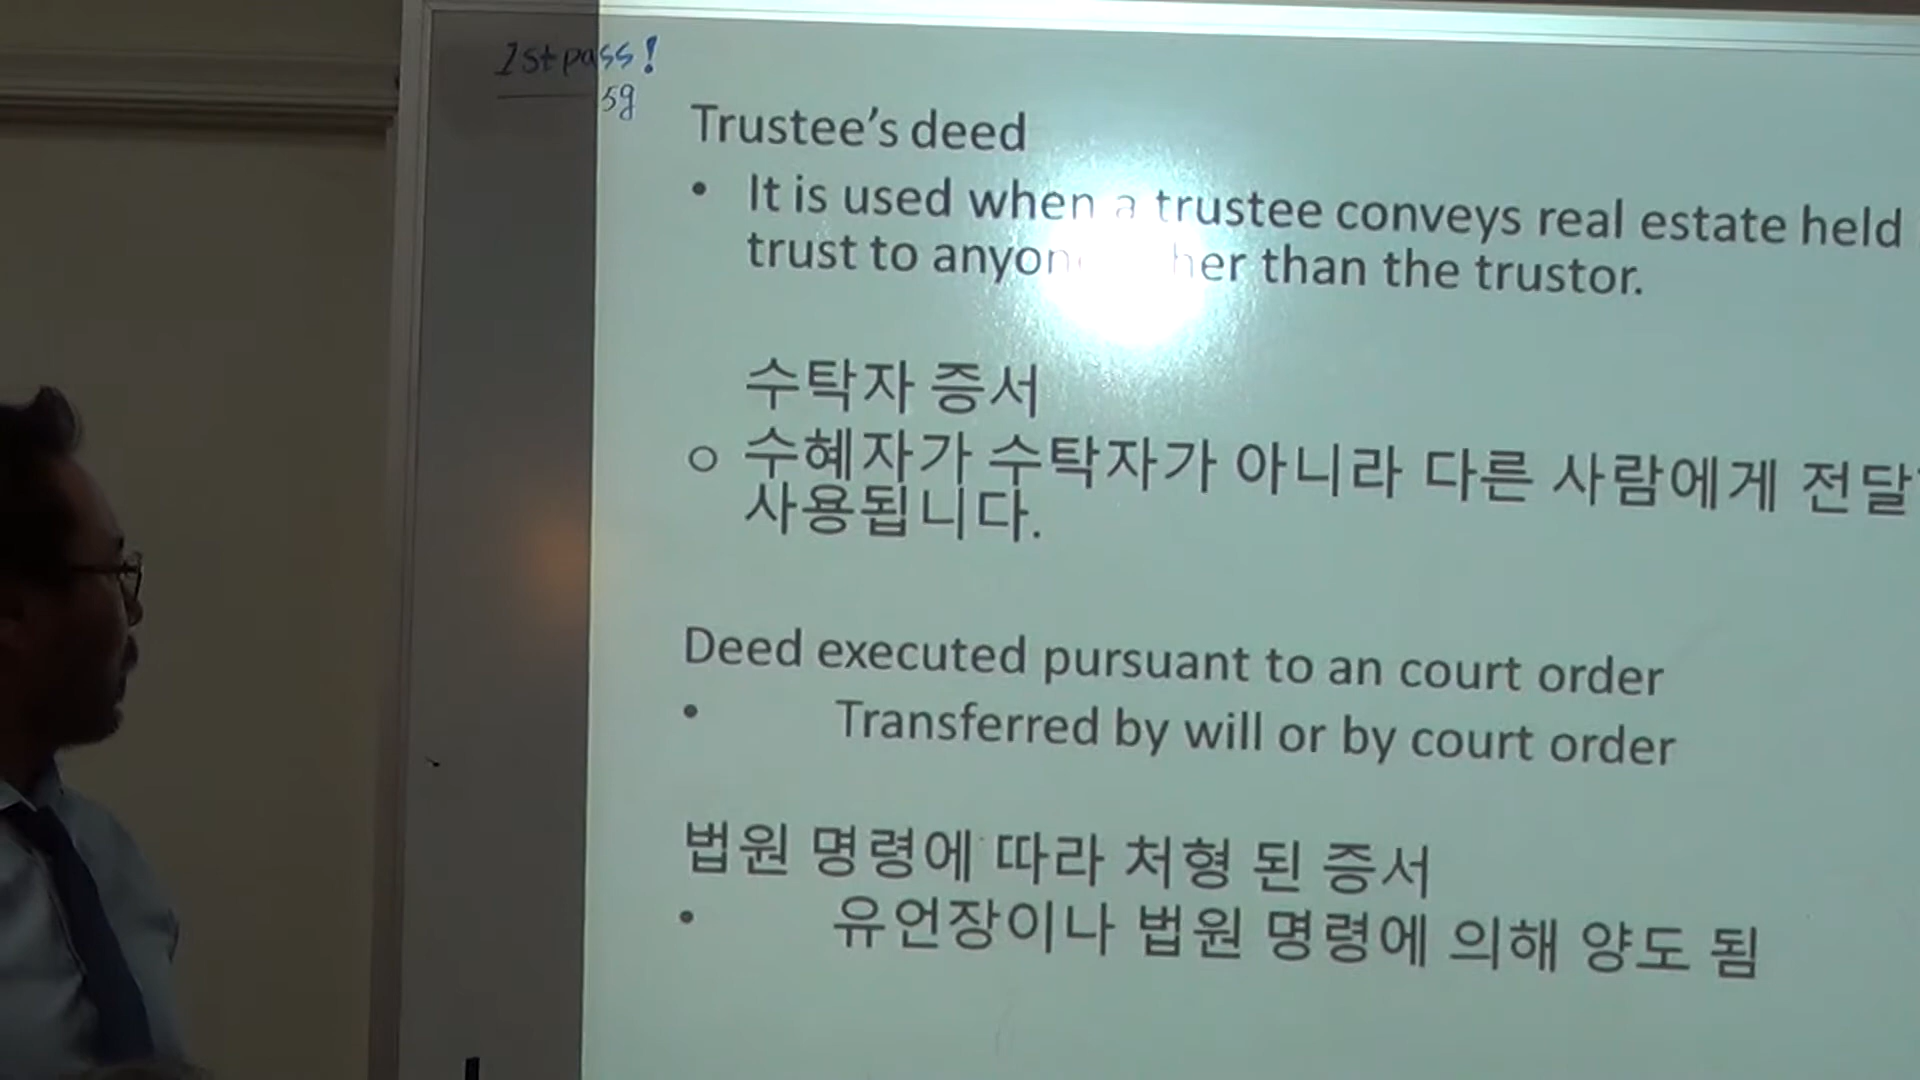 1st pass!
59
Trustee's deed
• It is used when a trustee conveys real estate held
trust to anyon her than the trustor.
수탁자 증서
○ 수혜자가 수탁자가 아니라 다른 사람에게 전달
사용됩니다.
Deed executed pursuant to an court order
• Transferred by will or by court order
법원 명령에 따라 처형 된 증서
• 유언장이나 법원 명령에 의해 양도 됨